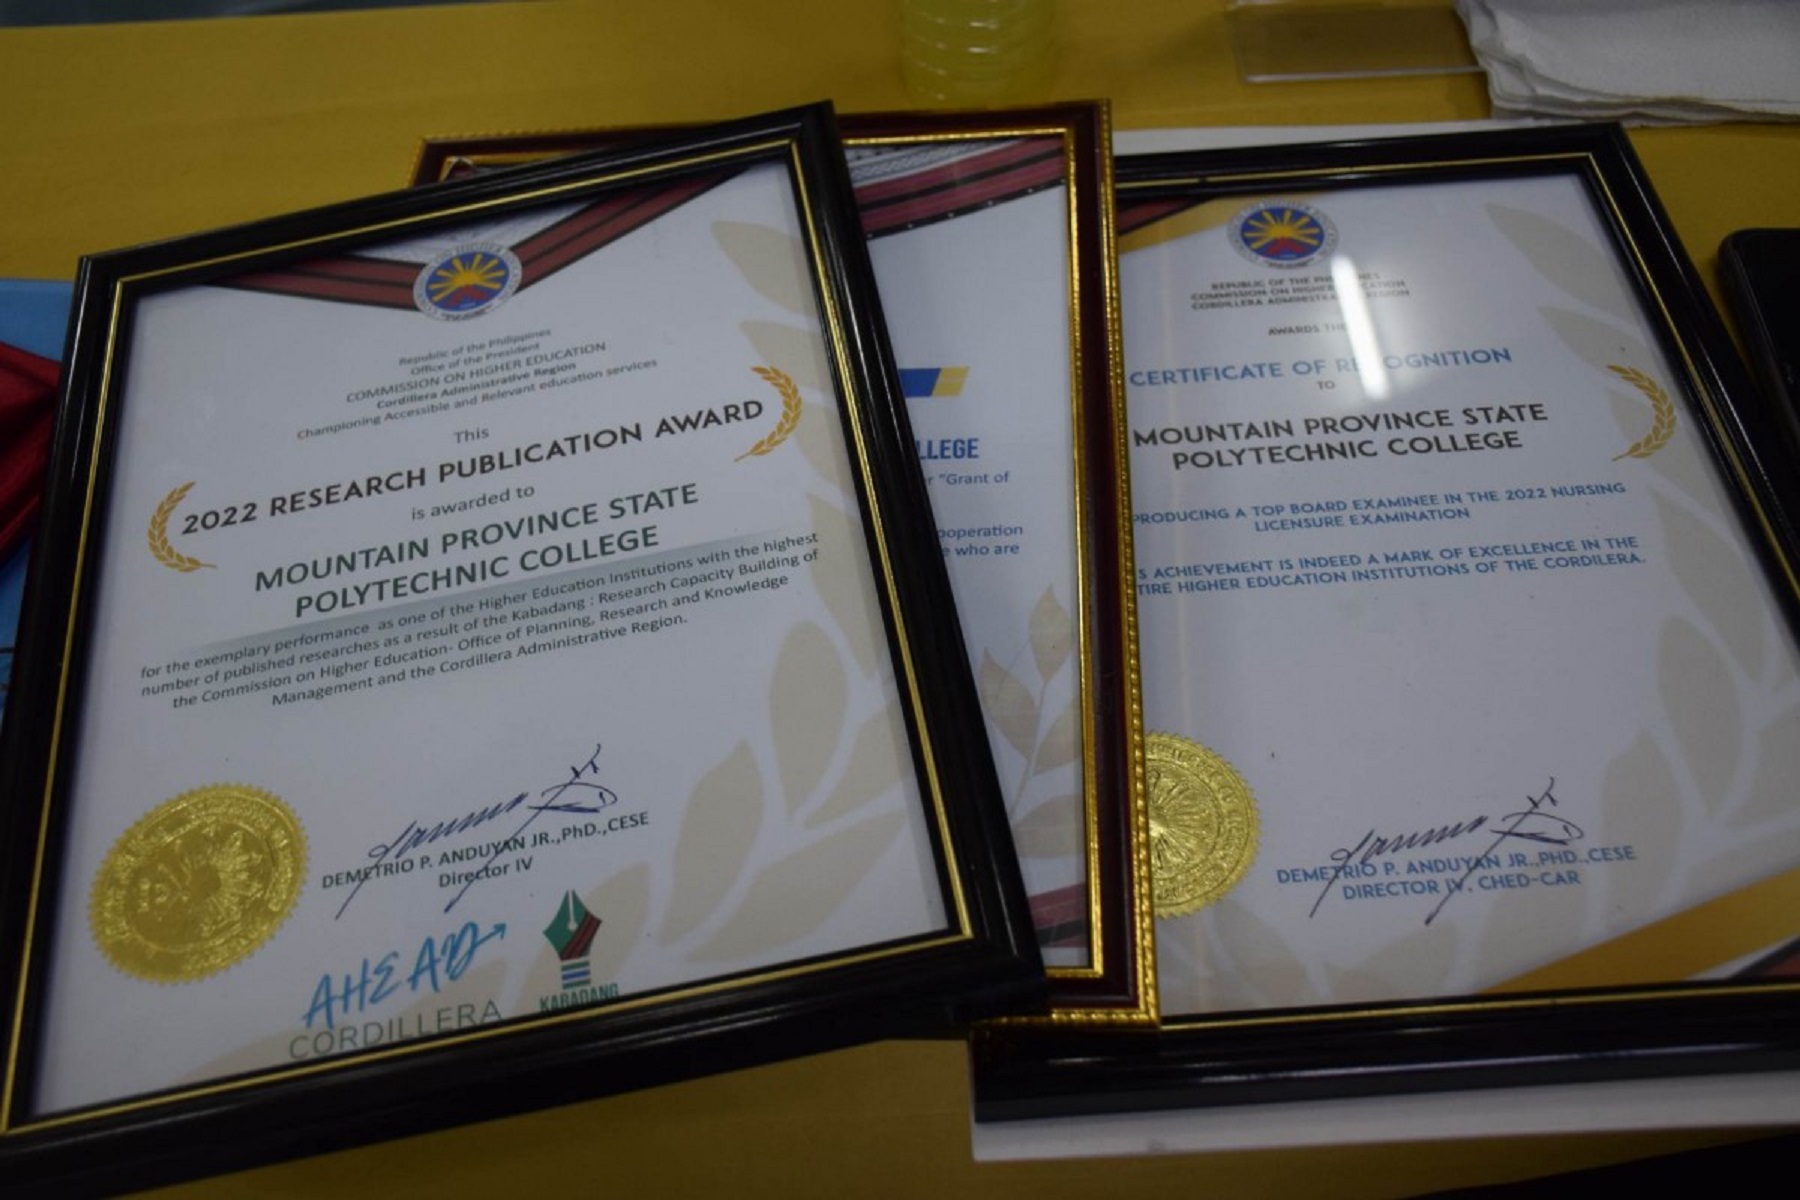 Republic of the Philippines
Office of the President
COMMISSION ON HIGHER EDUCATION
Cordillera Administrative Region
Championing Accessible and Relevant education services
This
2022 RESEARCH PUBLICATION AWARD
is awarded to
MOUNTAIN PROVINCE STATE
POLYTECHNIC COLLEGE
for the exemplary performance as one of the Higher Education Institutions with the highest
number of published researches as a result of the Kabadang : Research Capacity Building of
the Commission on Higher Education- Office of Planning, Research and Knowledge
Management and the Cordillera Administrative Region.
DEMETRIO P. ANDUYAN JR.,PhD.,CESE
Director IV
AHEAD
CORDILLERA
KABADANG
LLEGE
"Grant of
ooperation
who are
REPUBLIC OF THE PHILIPPINES
COMMISSION ON HIGHER EDUCATION
CORDILLERA ADMINISTRATIVE REGION
AWARDS THE
CERTIFICATE OF RECOGNITION
TO
MOUNTAIN PROVINCE STATE
POLYTECHNIC COLLEGE
PRODUCING A TOP BOARD EXAMINEE IN THE 2022 NURSING
LICENSURE EXAMINATION
S ACHIEVEMENT IS INDEED A MARK OF EXCELLENCE IN THE
TIRE HIGHER EDUCATION INSTITUTIONS OF THE CORDILERA.
DEMETRIO P. ANDUYAN JR.,PHD.,CESE
DIRECTOR IV, CHED-CAR